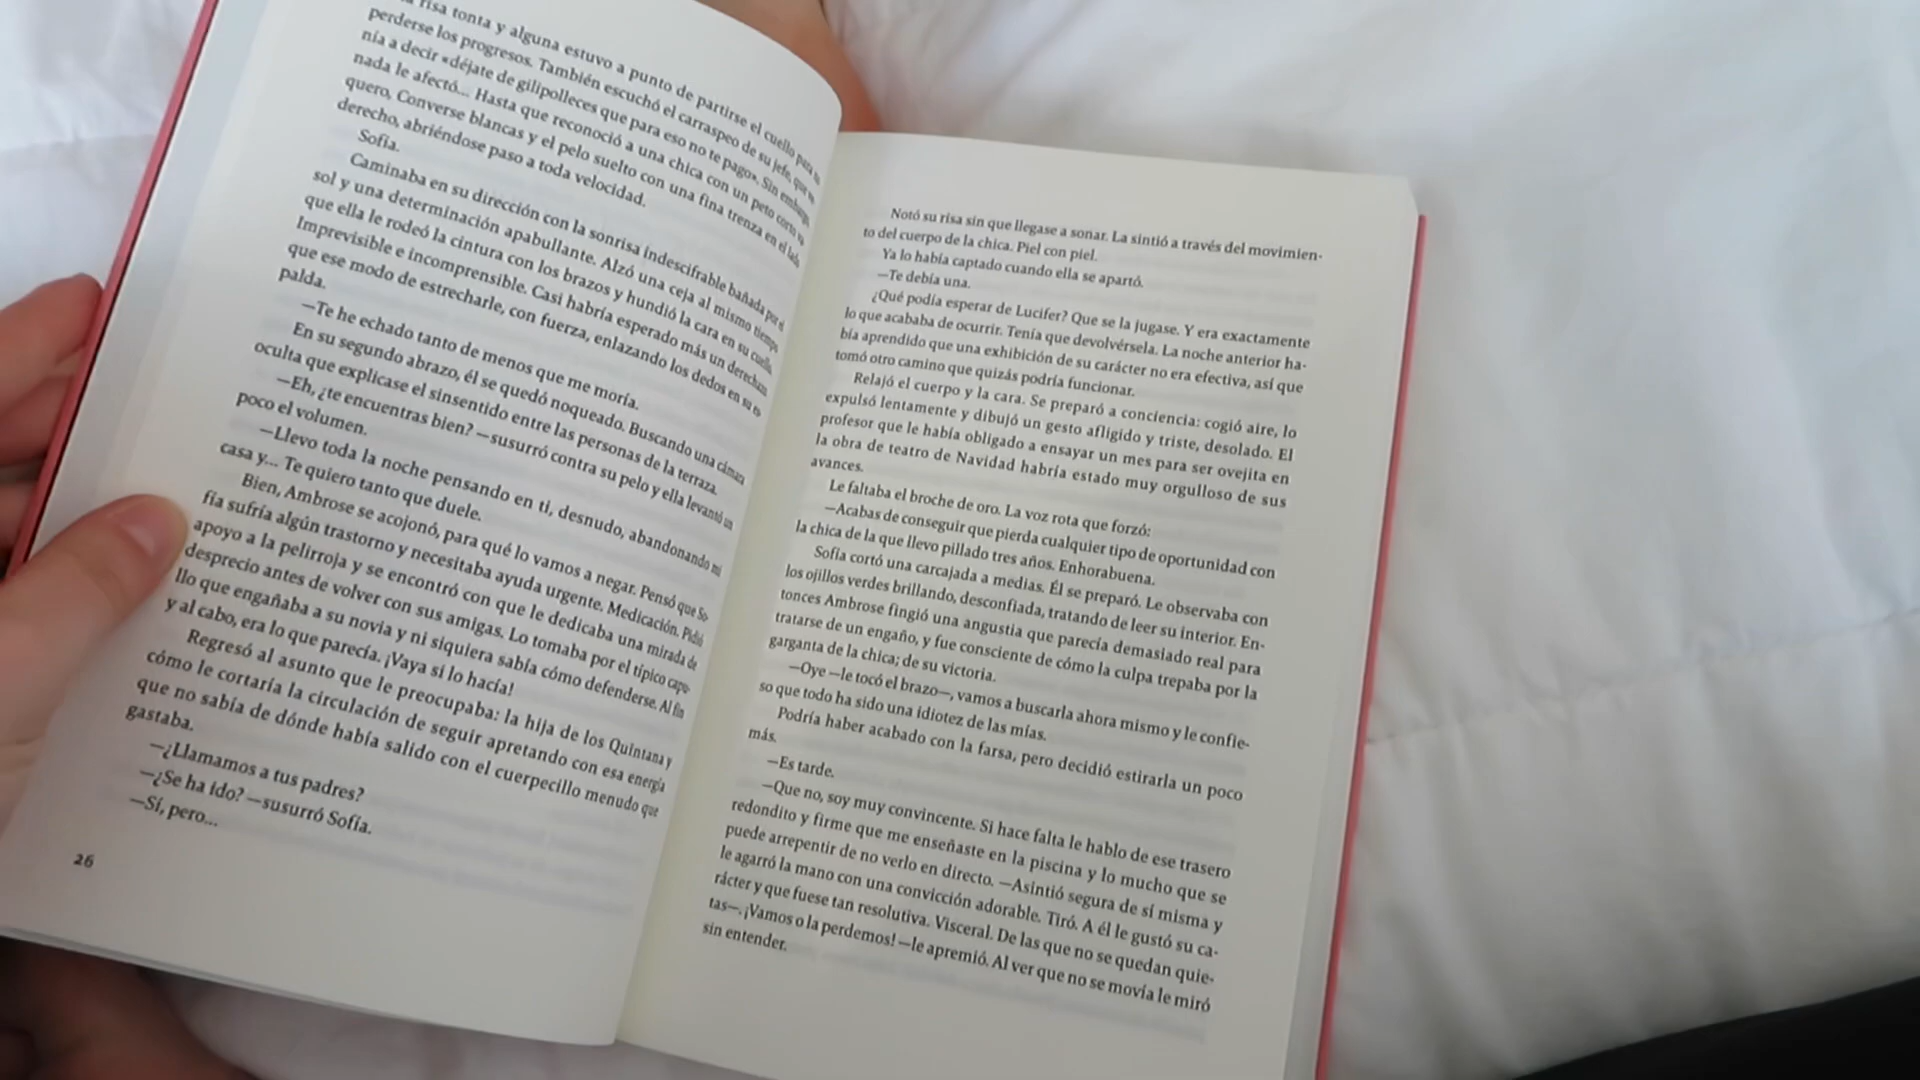 risa tonta y alguna estuvo a punto de partirse el cuello para
perderse los progresos. También escuchó el carraspeo de su jefe, que
nía a decir «déjate de gilipolleces que para eso no te pago». Sin
nada le afectó... Hasta que reconoció a una chica con un peto corto
quero, Converse blancas y el pelo suelto con una fina trenza en el lado
derecho, abriéndose paso a toda velocidad.
Sofía.
Caminaba en su dirección con la sonrisa indescifrable bañada por el
sol y una determinación apabullante. Alzó una ceja al mismo tiempo
que ella le rodeó la cintura con los brazos y hundió la cara en su cuello.
Imprevisible e incomprensible. Casi habría esperado más un derechazo
que ese modo de estrecharle, con fuerza, enlazando los dedos en su es
palda.
—Te he echado tanto de menos que me moría.
En su segundo abrazo, él se quedó noqueado. Buscando una cámara
oculta que explicase el sinsentido entre las personas de la terraza.
—Eh, ¿te encuentras bien? —susurró contra su pelo y ella levantó un
poco el volumen.
—Llevo toda la noche pensando en ti, desnudo, abandonando mi
casa y... Te quiero tanto que duele.
Bien, Ambrose se acojonó, para qué lo vamos a negar. Pensó que So-
fía sufría algún trastorno y necesitaba ayuda urgente. Medicación. Pidió
apoyo a la pelirroja y se encontró con que le dedicaba una mirada de
desprecio antes de volver con sus amigas. Lo tomaba por el típico capu-
llo que engañaba a su novia y ni siquiera sabía cómo defenderse. Al fin
y al cabo, era lo que parecía. ¡Vaya si lo hacía!
Regresó al asunto que le preocupaba: la hija de los Quintana y
cómo le cortaría la circulación de seguir apretando con esa energía
que no sabía de dónde había salido con el cuerpecillo menudo que
gastaba.
—¿Llamamos a tus padres?
—¿Se ha ido? —susurró Sofía.
—Sí, pero...
26
Notó su risa sin que llegase a sonar. La sintió a través del movimien-
to del cuerpo de la chica. Piel con piel.
Ya lo había captado cuando ella se apartó.
—Te debía una.
¿Qué podía esperar de Lucifer? Que se la jugase. Y era exactamente
lo que acababa de ocurrir. Tenía que devolvérsela. La noche anterior ha-
bía aprendido que una exhibición de su carácter no era efectiva, así que
tomó otro camino que quizás podría funcionar.
Relajó el cuerpo y la cara. Se preparó a conciencia: cogió aire, lo
expulsó lentamente y dibujó un gesto afligido y triste, desolado. El
profesor que le había obligado a ensayar un mes para ser ovejita en
la obra de teatro de Navidad habría estado muy orgulloso de sus
avances.
Le faltaba el broche de oro. La voz rota que forzó:
—Acabas de conseguir que pierda cualquier tipo de oportunidad con
la chica de la que llevo pillado tres años. Enhorabuena.
Sofía cortó una carcajada a medias. Él se preparó. Le observaba con
los ojillos verdes brillando, desconfiada, tratando de leer su interior. En-
tonces Ambrose fingió una angustia que parecía demasiado real para
tratarse de un engaño, y fue consciente de cómo la culpa trepaba por la
garganta de la chica; de su victoria.
—Oye —le tocó el brazo—, vamos a buscarla ahora mismo y le confie-
so que todo ha sido una idiotez de las mías.
Podría haber acabado con la farsa, pero decidió estirarla un poco
más.
—Es tarde.
—Que no, soy muy convincente. Si hace falta le hablo de ese trasero
redondito y firme que me enseñaste en la piscina y lo mucho que se
puede arrepentir de no verlo en directo. —Asintió segura de sí misma y
le agarró la mano con una convicción adorable. Tiró. A él le gustó su ca-
rácter y que fuese tan resolutiva. Visceral. De las que no se quedan quie-
tas—. ¡Vamos o la perdemos! —le apremió. Al ver que no se movía le miró
sin entender.